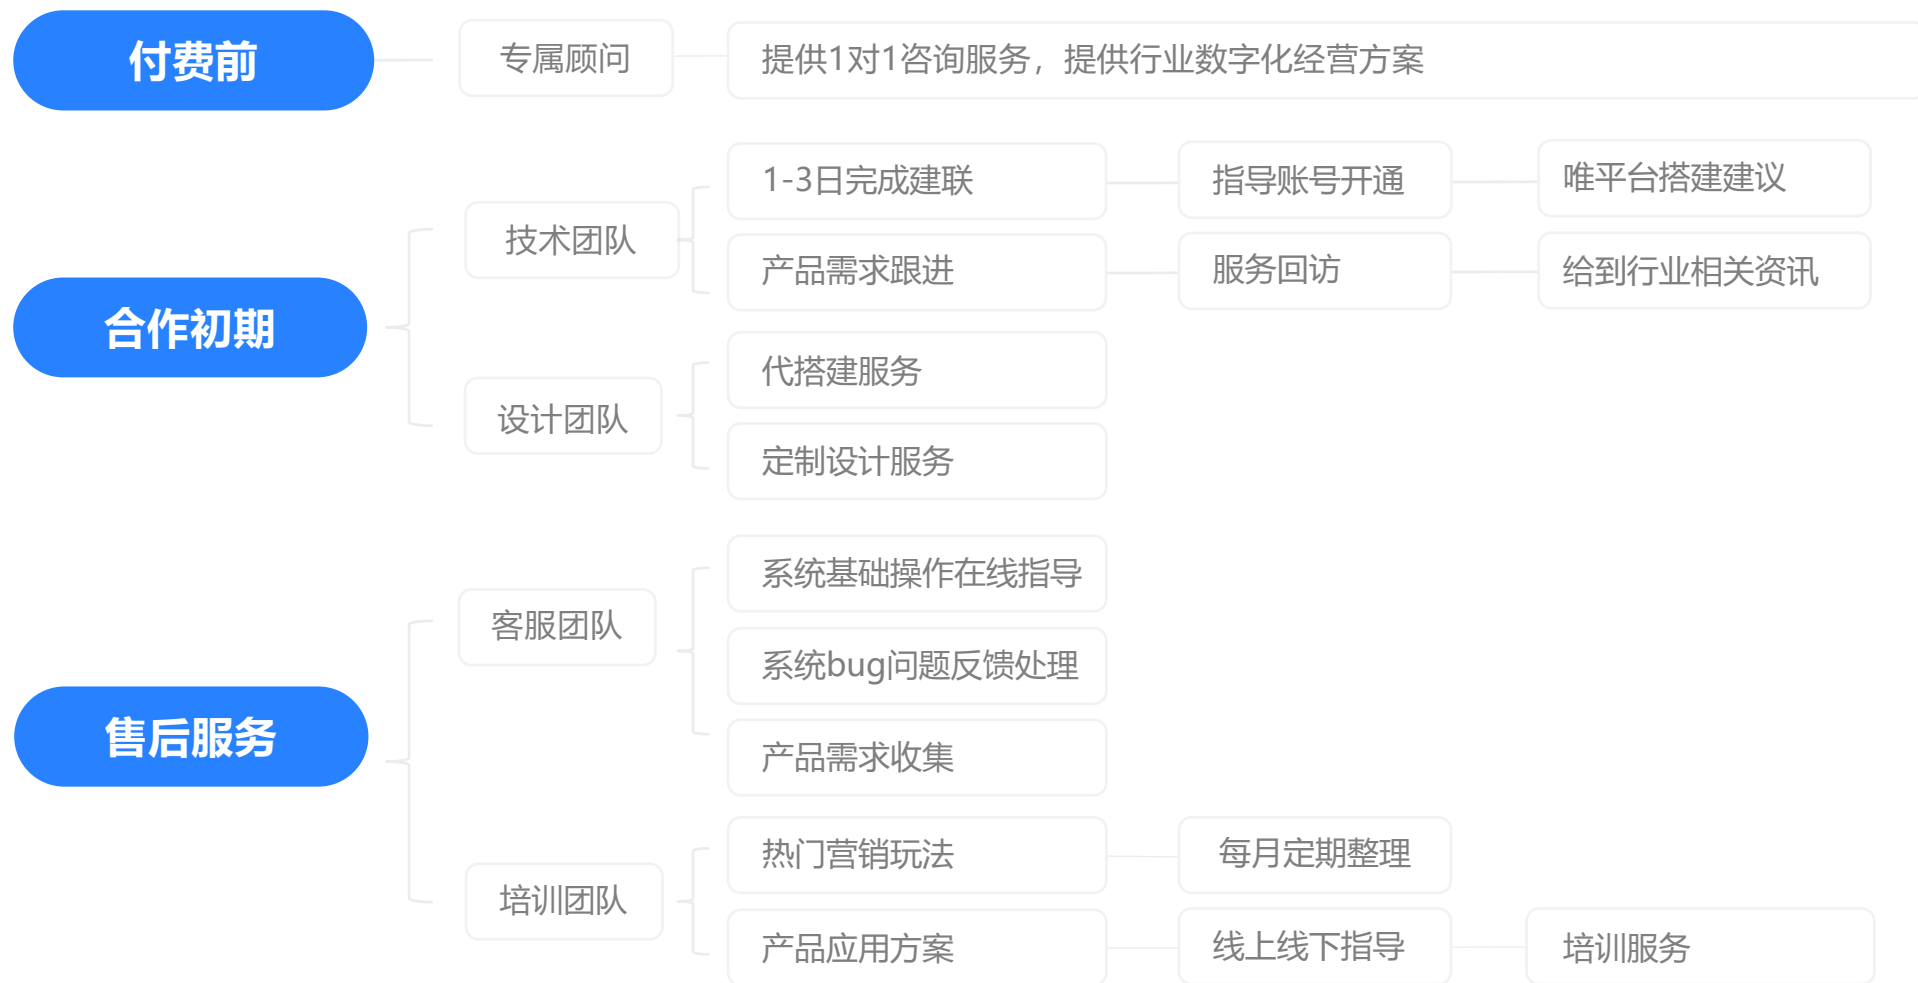 付费前
专属顾问
提供1对1咨询服务，提供行业数字化经营方案
合作初期
技术团队
1-3日完成建联
指导账号开通
唯平台搭建建议
产品需求跟进
服务回访
给到行业相关资讯
设计团队
代搭建服务
定制设计服务
售后服务
客服团队
系统基础操作在线指导
系统bug问题反馈处理
产品需求收集
培训团队
热门营销玩法
每月定期整理
产品应用方案
线上线下指导
培训服务